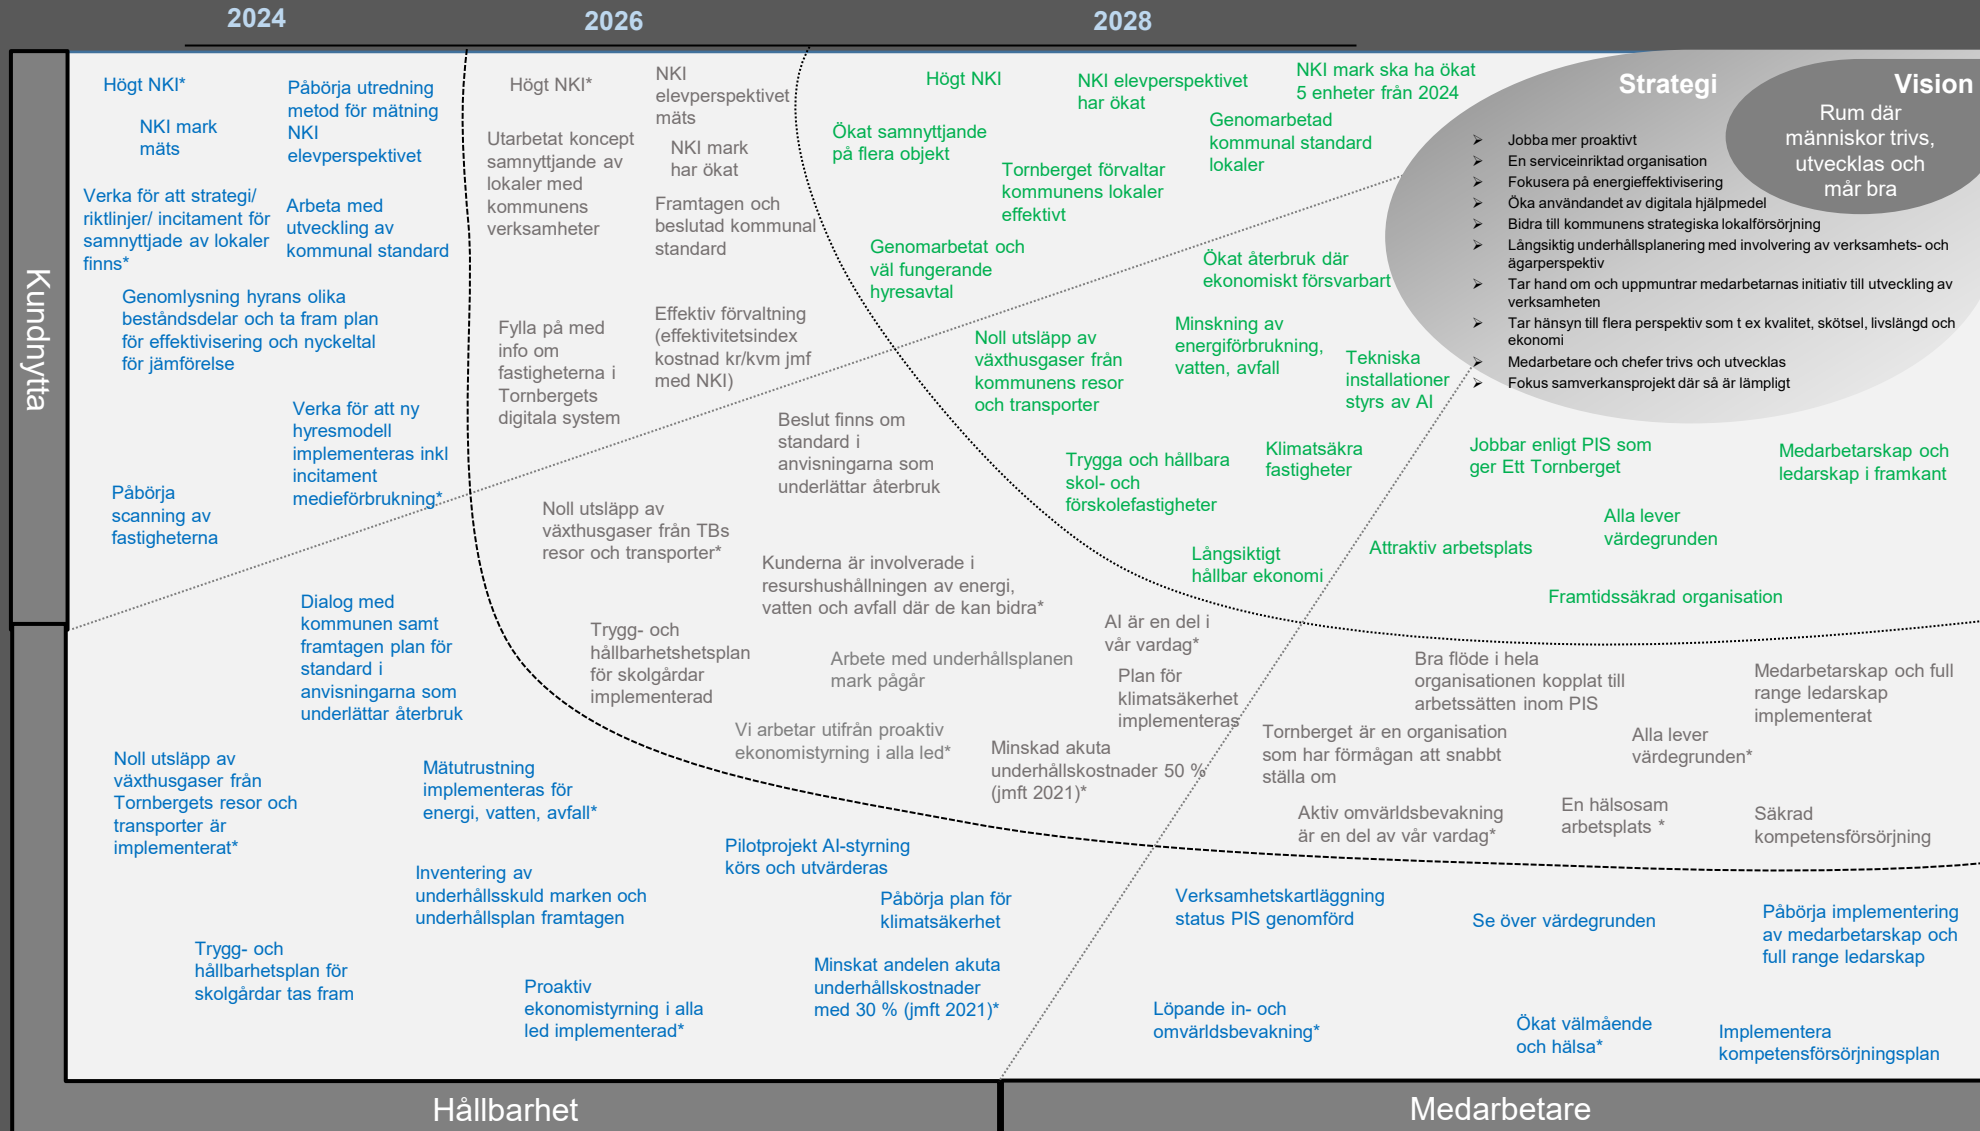 2024
2026
2028
Kundnytta
Högt NKI*
NKI mark
mäts
Påbörja utredning
metod för mätning
NKI
elevperspektivet
Verka för att strategi/
riktlinjer/ incitament för
samnyttjade av lokaler
finns*
Arbeta med
utveckling av
kommunal standard
Genomlysning hyrans olika
beståndsdelar och ta fram plan
för effektivisering och nyckeltal
för jämförelse
Verka för att ny
hyresmodell
implementeras inkl
incitament
medieförbrukning*
Påbörja
scanning av
fastigheterna
Högt NKI*
NKI
elevperspektivet
mäts
Utarbetat koncept
samnyttjande av
lokaler med
kommunens
verksamheter
NKI mark
har ökat
Framtagen och
beslutad kommunal
standard
Fylla på med
info om
fastigheterna i
Tornbergets
digitala system
Effektiv förvaltning
(effektivitetsindex
kostnad kr/kvm jmf
med NKI)
Högt NKI
NKI elevperspektivet
har ökat
NKI mark ska ha ökat
5 enheter från 2024
Ökat samnyttjande
på flera objekt
Genomarbetad
kommunal standard
lokaler
Tornberget förvaltar
kommunens lokaler
effektivt
Genomarbetat och
väl fungerande
hyresavtal
Ökat återbruk där
ekonomiskt försvarbart
Noll utsläpp av
växthusgaser från
kommunens resor
och transporter
Minskning av
energiförbrukning,
vatten, avfall
Tekniska
installationer
styrs av AI
Trygga och hållbara
skol- och
förskolefastigheter
Klimatsäkra
fastigheter
Långsiktigt
hållbar ekonomi
Strategi
➢ Jobba mer proaktivt
➢ En serviceinriktad organisation
➢ Fokusera på energieffektivisering
➢ Öka användandet av digitala hjälpmedel
➢ Bidra till kommunens strategiska lokalförsörjning
➢ Långsiktig underhållsplanering med involvering av verksamhets- och
ägarperspektiv
➢ Tar hand om och uppmuntrar medarbetarnas initiativ till utveckling av
verksamheten
➢ Tar hänsyn till flera perspektiv som t ex kvalitet, skötsel, livslängd och
ekonomi
➢ Medarbetare och chefer trivs och utvecklas
➢ Fokus samverkansprojekt där så är lämpligt
Vision
Rum där
människor trivs,
utvecklas och
mår bra
Jobbar enligt PIS som
ger Ett Tornberget
Medarbetarskap och
ledarskap i framkant
Alla lever
värdegrunden
Attraktiv arbetsplats
Framtidssäkrad organisation
Beslut finns om
standard i
anvisningarna som
underlättar återbruk
Noll utsläpp av
växthusgaser från TBs
resor och transporter*
Kunderna är involverade i
resurshushållningen av energi,
vatten och avfall där de kan bidra*
Trygg- och
hållbarhetshetsplan
för skolgårdar
implementerad
Arbete med underhållsplanen
mark pågår
AI är en del i
vår vardag*
Plan för
klimatsäkerhet
implementeras
Vi arbetar utifrån proaktiv
ekonomistyrning i alla led*
Minskad akuta
underhållskostnader 50 %
(jmft 2021)*
Bra flöde i hela
organisationen kopplat till
arbetssätten inom PIS
Medarbetarskap och full
range ledarskap
implementerat
Tornberget är en organisation
som har förmågan att snabbt
ställa om
Alla lever
värdegrunden*
Aktiv omvärldsbevakning
är en del av vår vardag*
En hälsosam
arbetsplats *
Säkrad
kompetensförsörjning
Dialog med
kommunen samt
framtagen plan för
standard i
anvisningarna som
underlättar återbruk
Noll utsläpp av
växthusgaser från
Tornbergets resor och
transporter är
implementerat*
Mätutrustning
implementeras för
energi, vatten, avfall*
Pilotprojekt AI-styrning
körs och utvärderas
Inventering av
underhållsskuld marken och
underhållsplan framtagen
Påbörja plan för
klimatsäkerhet
Trygg- och
hållbarhetsplan för
skolgårdar tas fram
Proaktiv
ekonomistyrning i alla
led implementerad*
Minskat andelen akuta
underhållskostnader
med 30 % (jmft 2021)*
Verksamhetskartläggning
status PIS genomförd
Se över värdegrunden
Påbörja implementering
av medarbetarskap och
full range ledarskap
Löpande in- och
omvärldsbevakning*
Ökat välmående
och hälsa*
Implementera
kompetensförsörjningsplan
Hållbarhet
Medarbetare